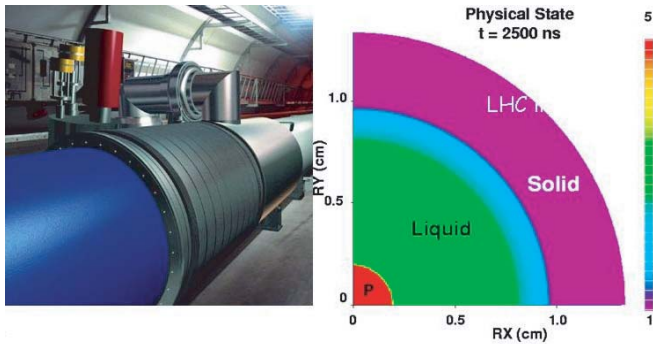 Physical State
t = 2500 ns
5
LHC
1.0
Solid
RY (cm)
0.5
Liquid
P
0
0
0.5
1.0
1
RX (cm)